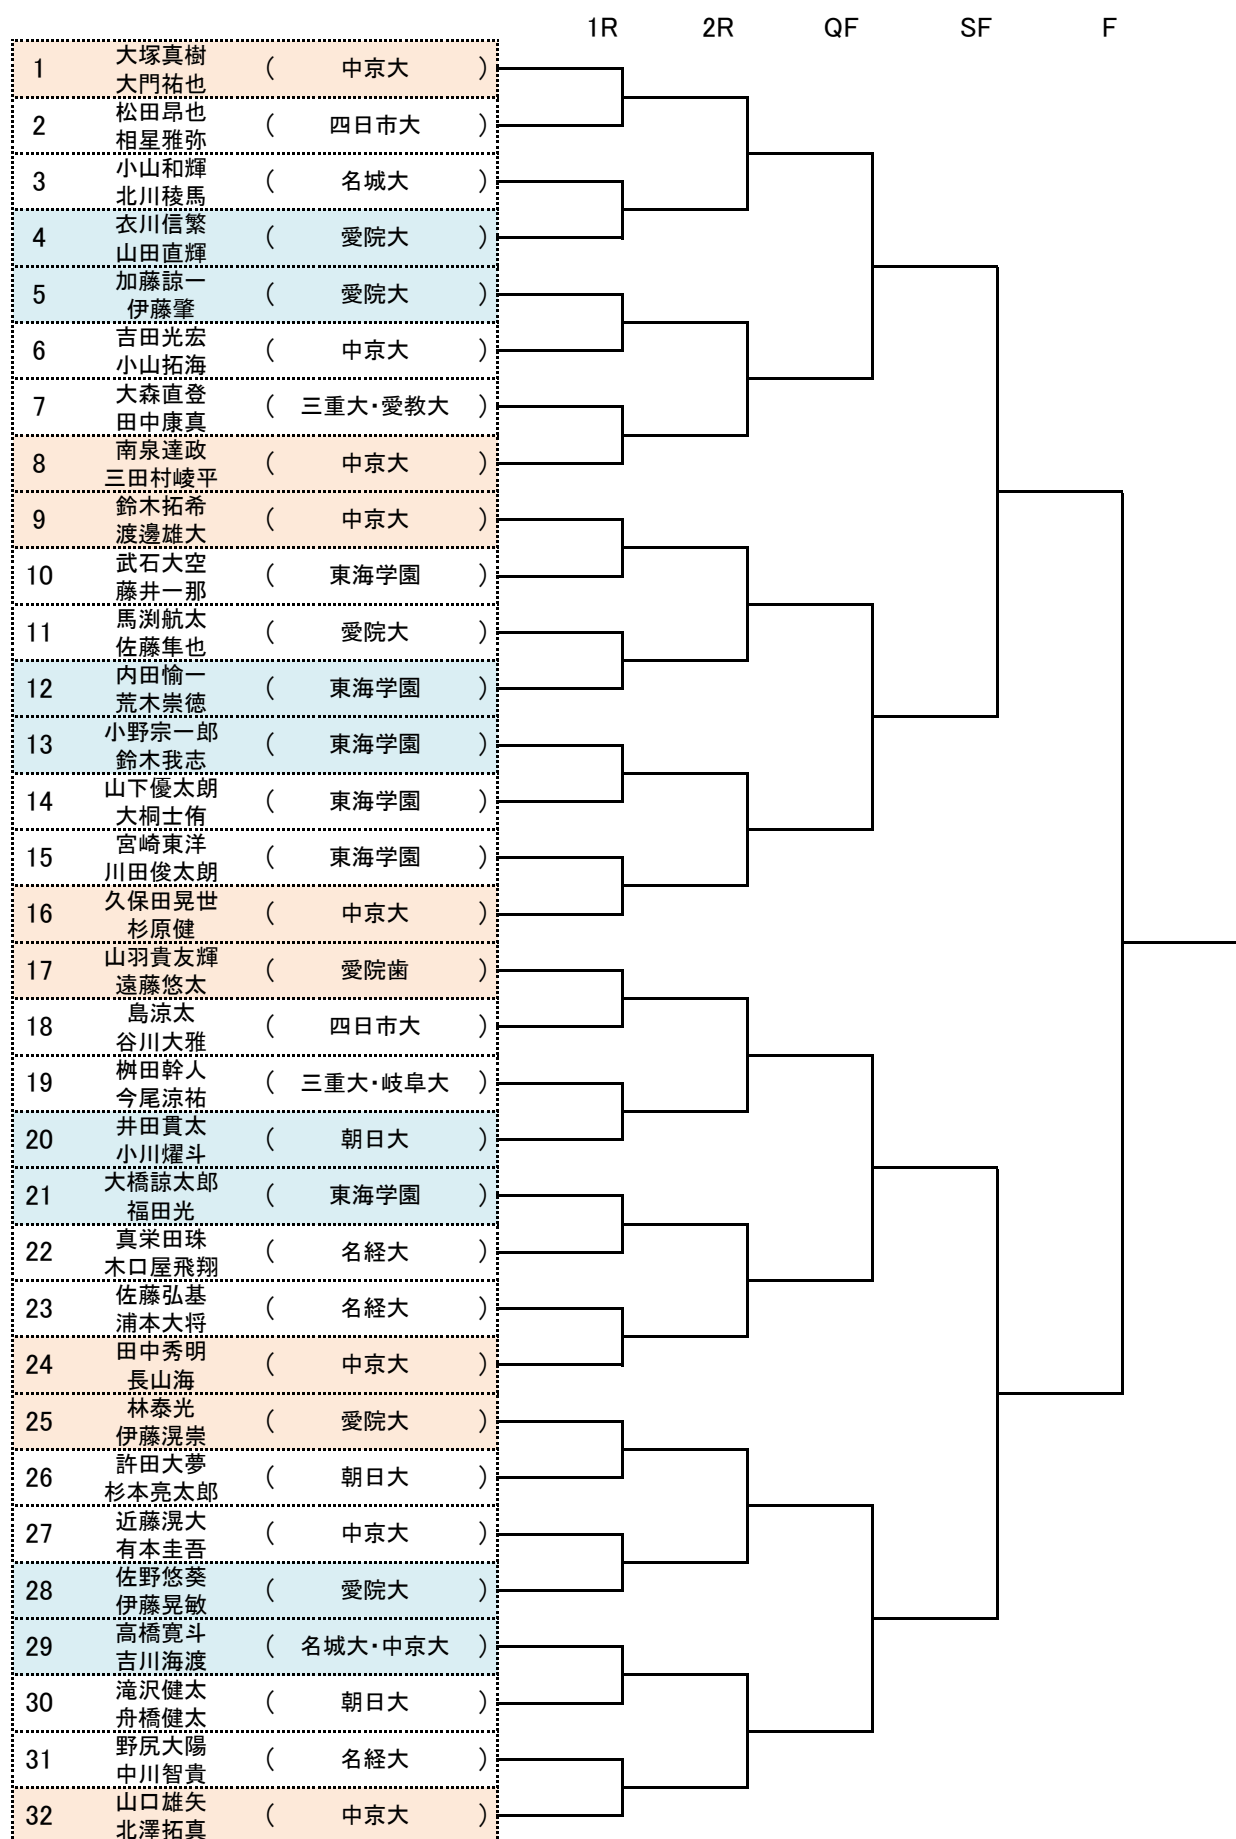 1R 2R QF SF F
大塚真樹
1 ( 中京大 )
大門祐也
松田昂也
2 ( 四日市大 )
相星雅弥
小山和輝
3 ( 名城大 )
北川稜馬
衣川信繁
4 ( 愛院大 )
山田直輝
加藤諒一
5 ( 愛院大 )
伊藤肇
吉田光宏
6 ( 中京大 )
小山拓海
大森直登
7 ( 三重大・愛教大 )
田中康真
南泉達政
8 ( 中京大 )
三田村崚平
鈴木拓希
9 ( 中京大 )
渡邊雄大
武石大空
10 ( 東海学園 )
藤井一那
馬渕航太
11 ( 愛院大 )
佐藤隼也
内田愉一
12 ( 東海学園 )
荒木崇徳
小野宗一郎
13 ( 東海学園 )
鈴木我志
山下優太朗
14 ( 東海学園 )
大桐士侑
宮崎東洋
15 ( 東海学園 )
川田俊太朗
久保田晃世
16 ( 中京大 )
杉原健
山羽貴友輝
17 ( 愛院歯 )
遠藤悠太
島涼太
18 ( 四日市大 )
谷川大雅
桝田幹人
19 ( 三重大・岐阜大 )
今尾涼祐
井田貫太
20 ( 朝日大 )
小川燿斗
大橋諒太郎
21 ( 東海学園 )
福田光
真栄田珠
22 ( 名経大 )
木口屋飛翔
佐藤弘基
23 ( 名経大 )
浦本大将
田中秀明
24 ( 中京大 )
長山海
林泰光
25 ( 愛院大 )
伊藤滉崇
許田大夢
26 ( 朝日大 )
杉本亮太郎
近藤滉大
27 ( 中京大 )
有本圭吾
佐野悠葵
28 ( 愛院大 )
伊藤晃敏
高橋寛斗
29 ( 名城大・中京大 )
吉川海渡
滝沢健太
30 ( 朝日大 )
舟橋健太
野尻大陽
31 ( 名経大 )
中川智貴
山口雄矢
32 ( 中京大 )
北澤拓真